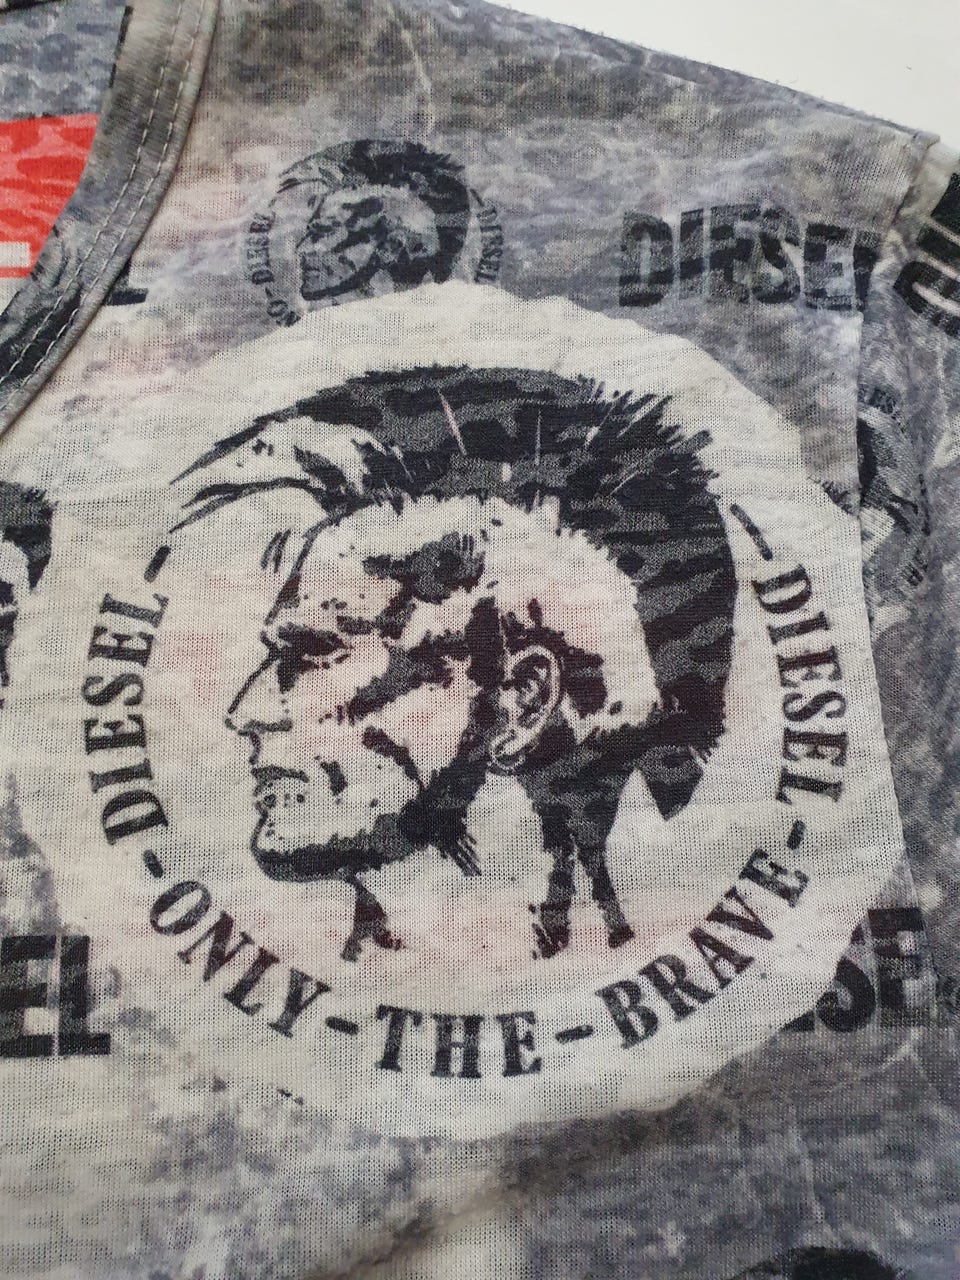 DIESEL
DIESEL
DIESEL
DIESEL - ONLY - THE - BRAVE - DIESEL